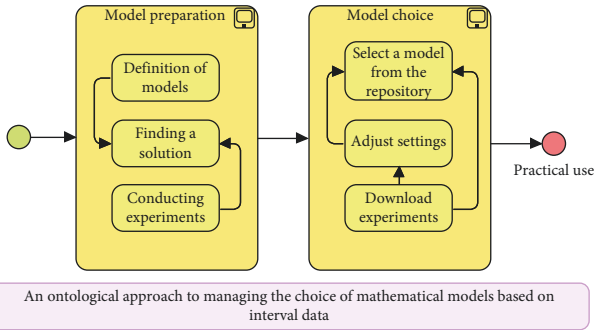 Model preparation
Definition of
models
Finding a
solution
Conducting
experiments
Model choice
Select a model
from the
repository
Adjust settings
Download
experiments
Practical use
An ontological approach to managing the choice of mathematical models based on
interval data